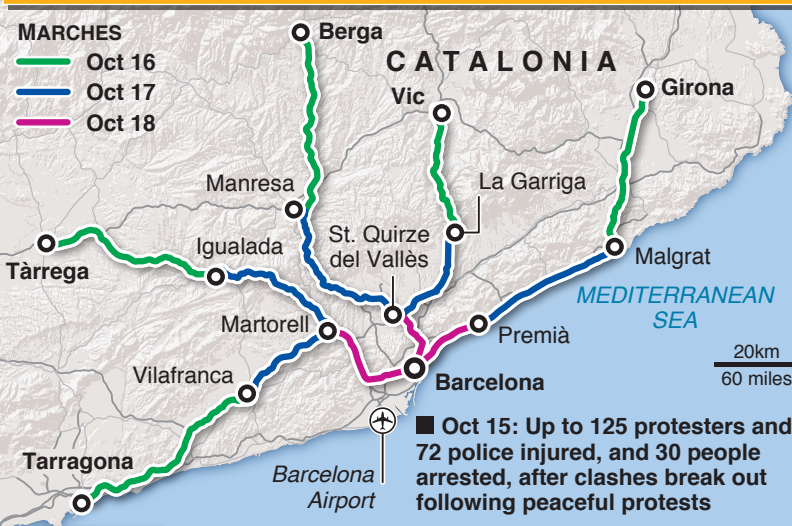 MARCHES
Oct 16
Oct 17
Oct 18
Berga
CATALONIA
Vic
Girona
Manresa
La Garriga
St. Quirze
del Vallès
Igualada
Tàrrega
Malgrat
MEDITERRANEAN
SEA
Martorell
Premià
20km
60 miles
Vilafranca
Barcelona
Tarragona
Barcelona
Airport
■ Oct 15: Up to 125 protesters and
72 police injured, and 30 people
arrested, after clashes break out
following peaceful protests